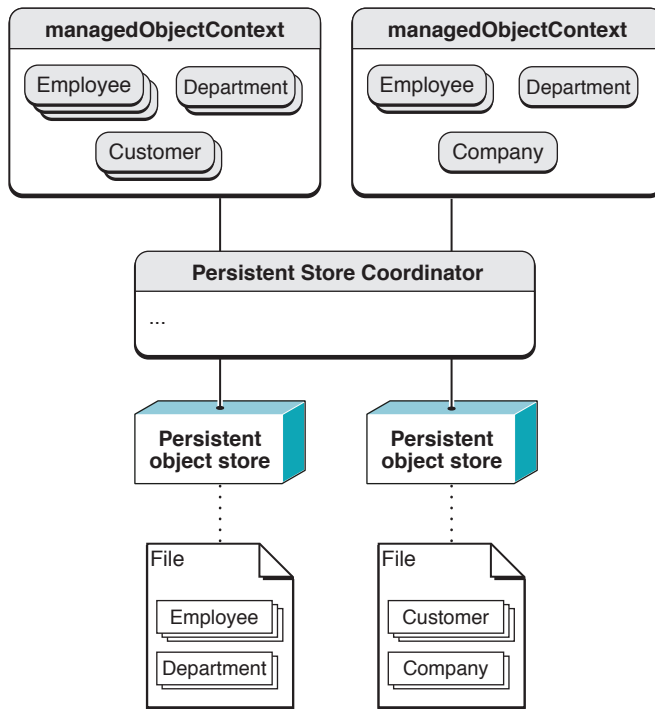 managedObjectContext
Employee
Department
Customer
managedObjectContext
Employee
Department
Company
Persistent Store Coordinator
...
Persistent
object store
Persistent
object store
File
Employee
Department
File
Customer
Company